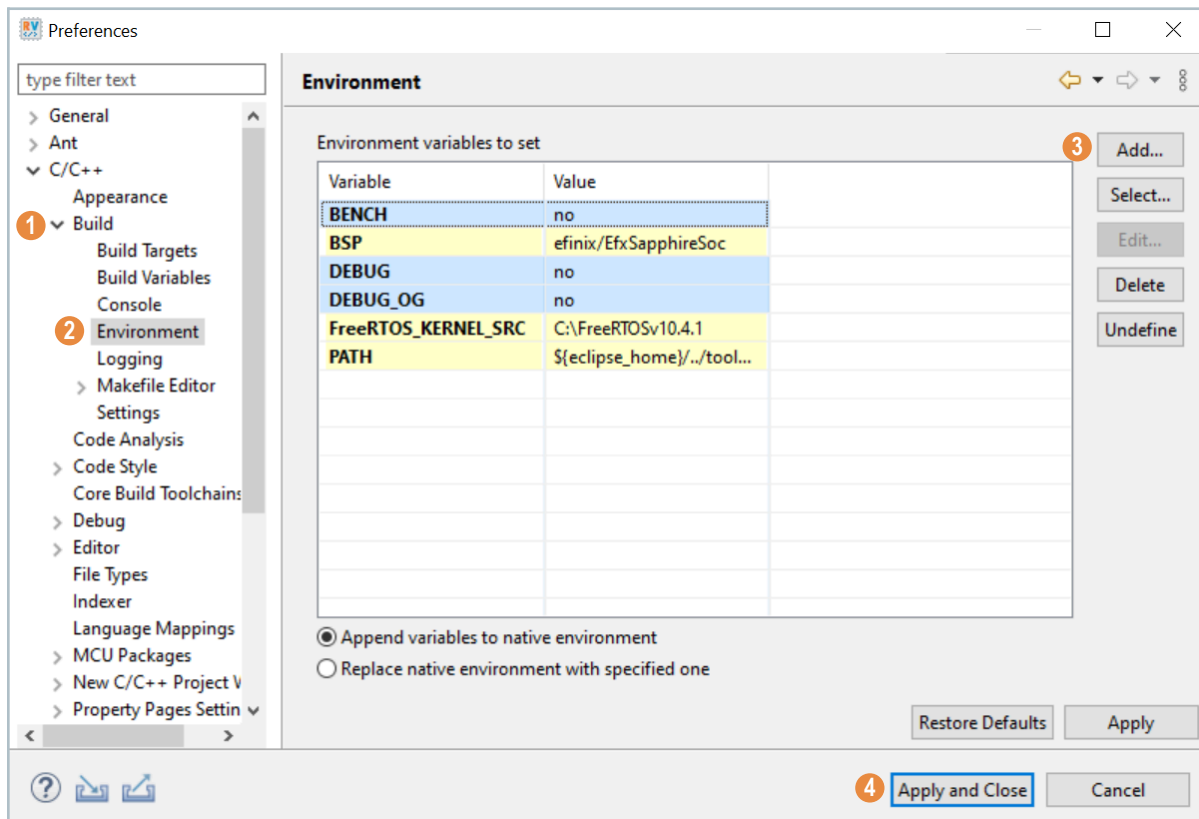 Preferences
type filter text
General
Ant
C/C++
Appearance
1 Build
Build Targets
Build Variables
Console
2 Environment
Logging
Makefile Editor
Settings
Code Analysis
Code Style
Core Build Toolchains
Debug
Editor
File Types
Indexer
Language Mappings
MCU Packages
New C/C++ Project W
Property Pages Settin
Environment
Environment variables to set
Variable Value
BENCH no
BSP efinix/EfxSapphireSoc
DEBUG no
DEBUG_OG no
FreeRTOS_KERNEL_SRC C:\FreeRTOSv10.4.1
PATH ${eclipse_home}/../tool...
3 Add...
Select...
Edit...
Delete
Undefine
Append variables to native environment
Replace native environment with specified one
Restore Defaults Apply
4 Apply and Close Cancel